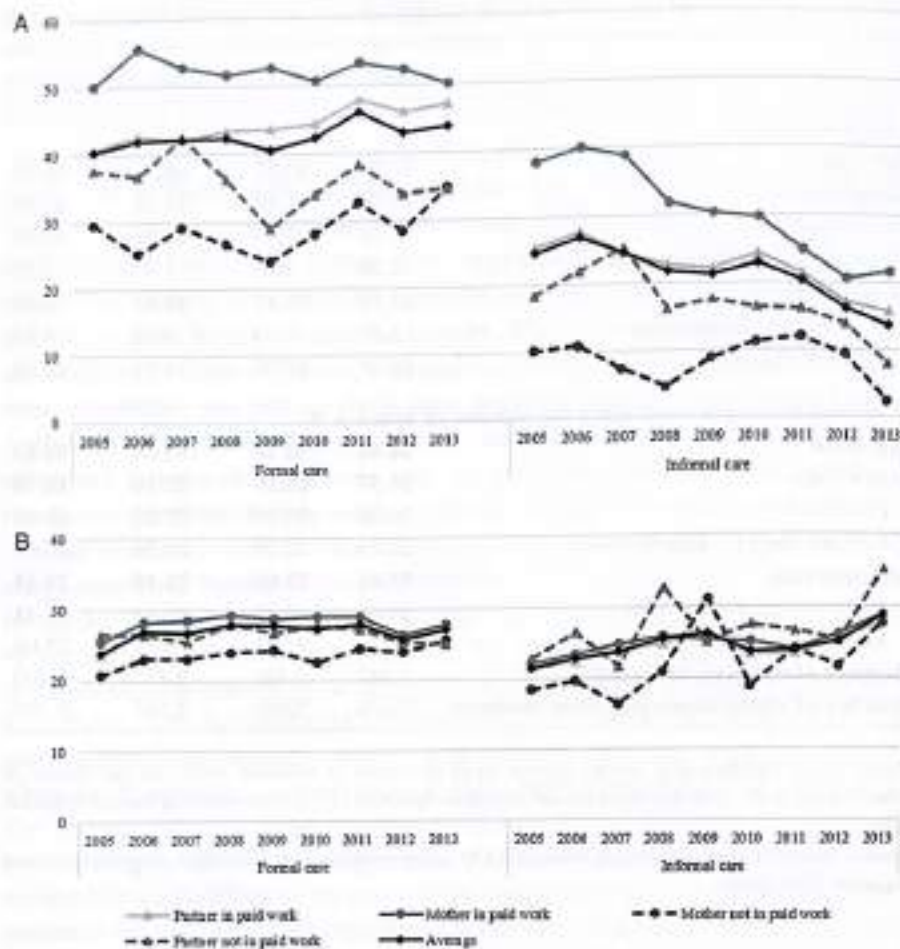 A
60
50
40
30
20
10
0
2005 2006 2007 2008 2009 2010 2011 2012 2013
Formal care
2005 2006 2007 2008 2009 2010 2011 2012 2013
Informal care
B
40
30
20
10
0
2005 2006 2007 2008 2009 2010 2011 2012 2013
Formal care
2005 2006 2007 2008 2009 2010 2011 2012 2013
Informal care
Partner in paid work Mother in paid work Mother not in paid work
Partner not in paid work Average